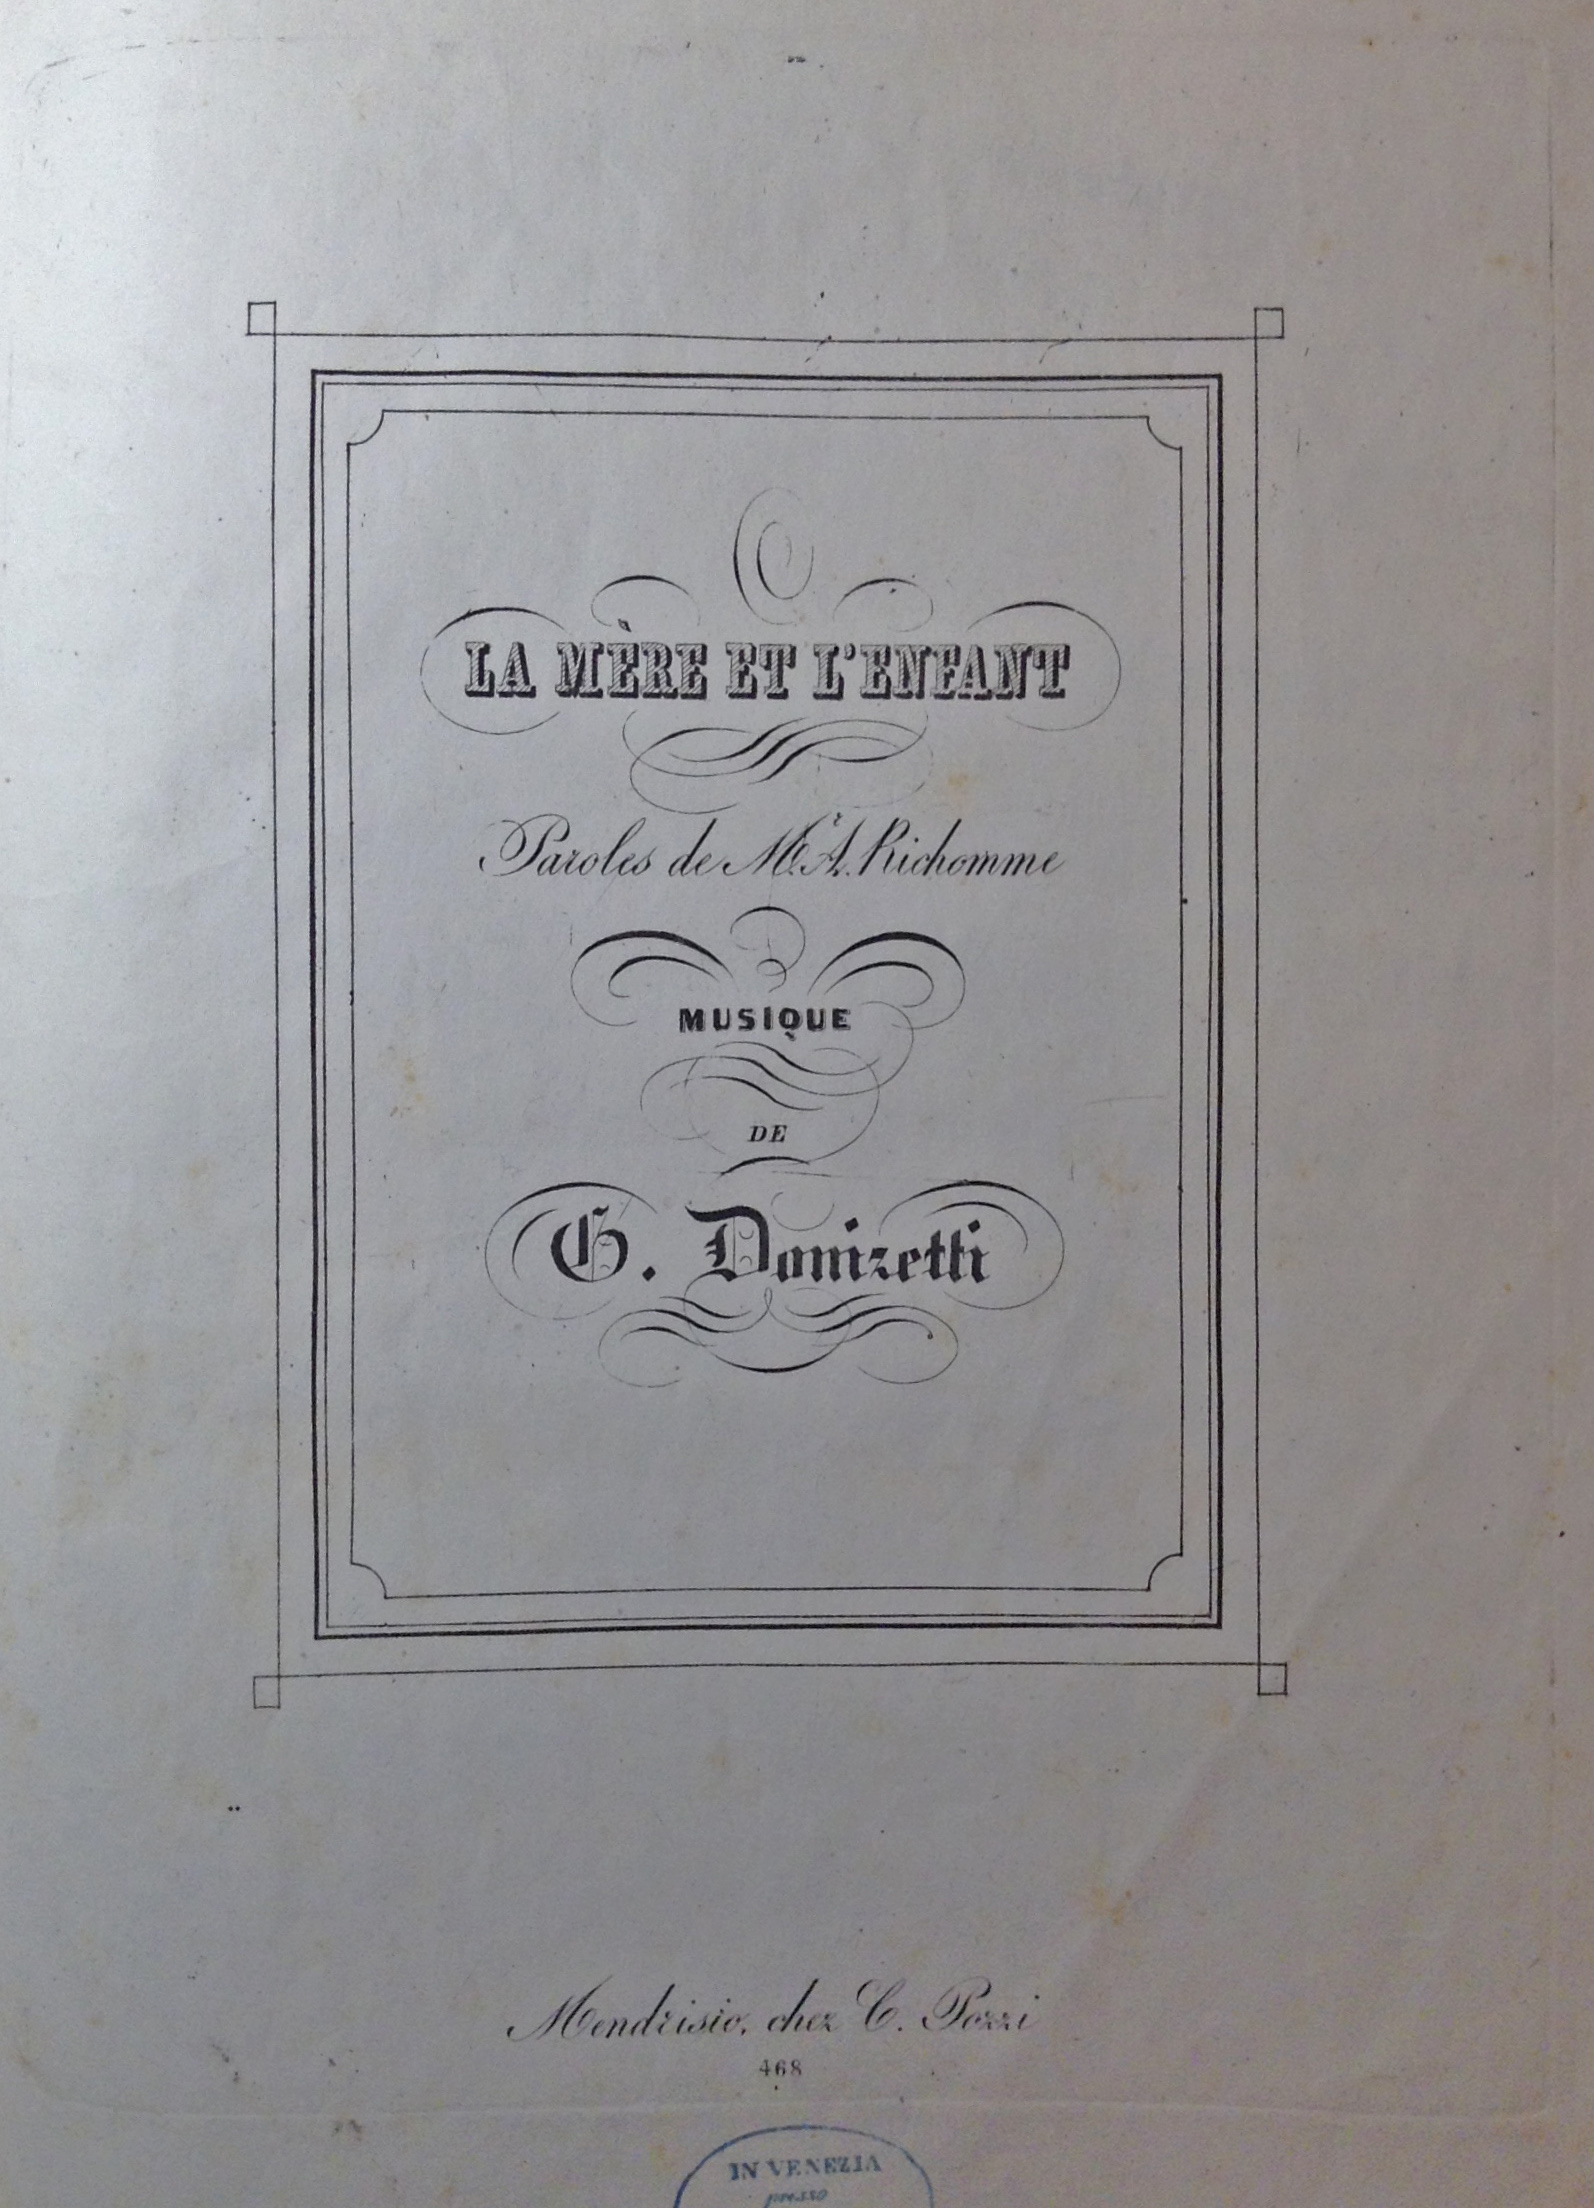 LA MÈRE ET L'ENFANT
Paroles de M.r A. Richomme
MUSIQUE
DE
G. Donizetti
Mendrisio, chez C. Pozzi
468
IN VENEZIA
presso